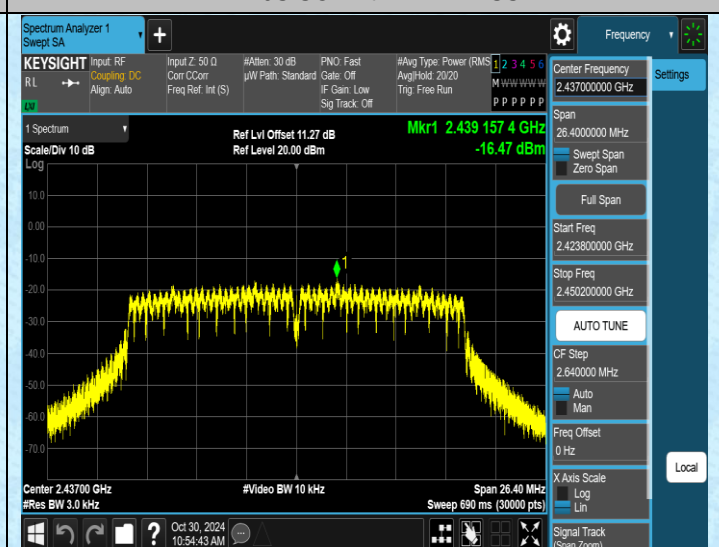 Spectrum Analyzer 1
Swept SA
Frequency
KEYSIGHT
R L
LXI
Input: RF
Coupling: DC
Align: Auto
Input Z: 50 Ω
Corr CCorr
Freq Ref: Int (S)
#Atten: 30 dB
µW Path: Standard
PNO: Fast
Gate: Off
IF Gain: Low
Sig Track: Off
#Avg Type: Power (RMS
Avg|Hold: 20/20
Trig: Free Run
1 2 3 4 5 6
M W W W W W
P P P P P P
1 Spectrum
Scale/Div 10 dB
Log
Ref Lvl Offset 11.27 dB
Ref Level 20.00 dBm
Mkr1 2.439 157 4 GHz
-16.47 dBm
10.0
0.00
-10.0
1
-20.0
-30.0
-40.0
-50.0
-60.0
-70.0
Center 2.43700 GHz
#Res BW 3.0 kHz
#Video BW 10 kHz
Span 26.40 MHz
Sweep 690 ms (30000 pts)
?
Oct 30, 2024
10:54:43 AM
Center Frequency
2.437000000 GHz
Settings
Span
26.4000000 MHz
Swept Span
Zero Span
Full Span
Start Freq
2.423800000 GHz
Stop Freq
2.450200000 GHz
AUTO TUNE
CF Step
2.640000 MHz
Auto
Man
Freq Offset
0 Hz
X Axis Scale
Log
Lin
Local
Signal Track
(Span Zoom)